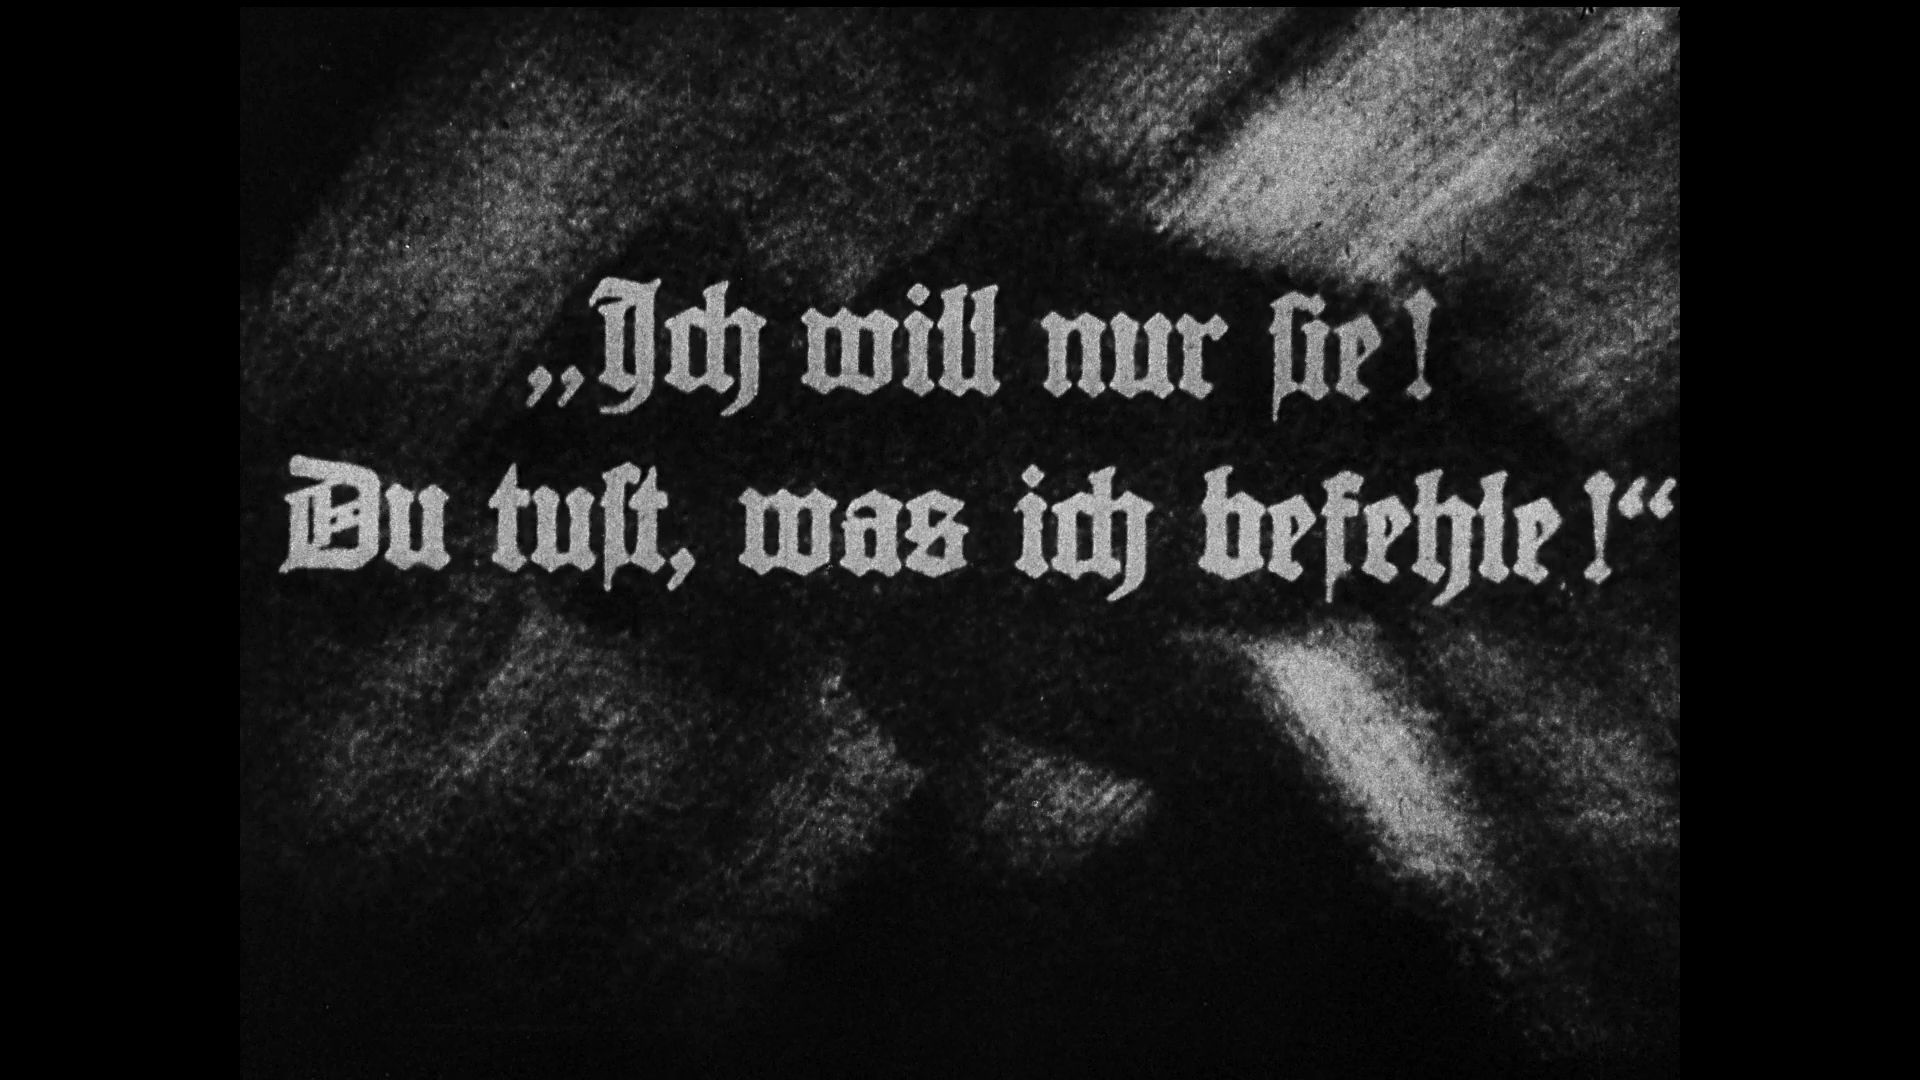 „Ich will nur ſie!
Du tuſt, was ich befehle!“